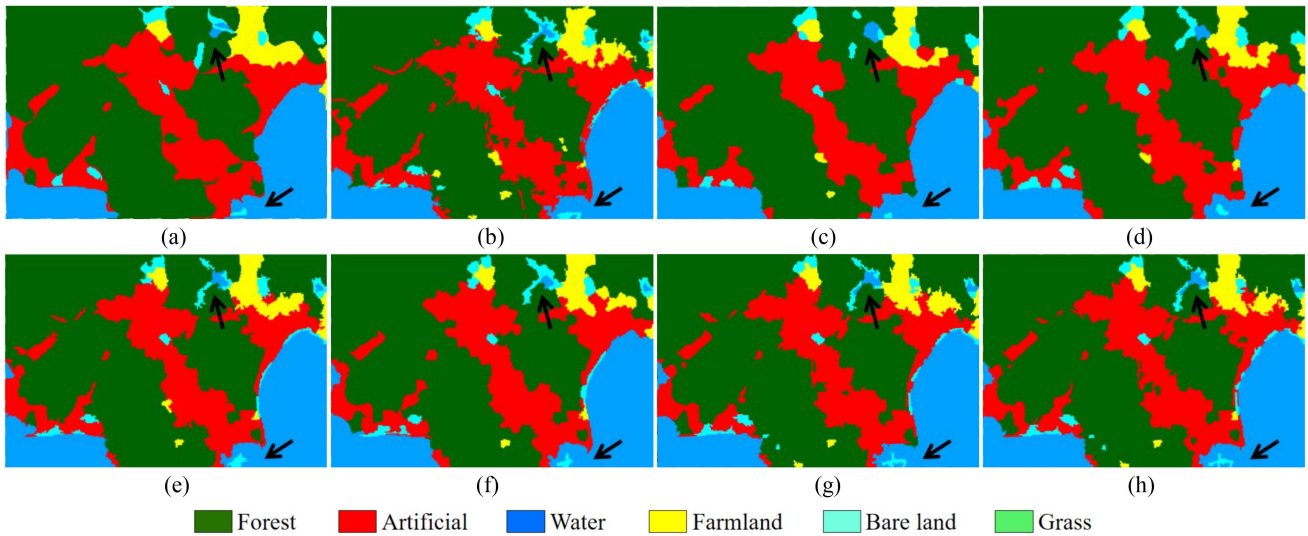 (a) (b) (c) (d)
(e) (f) (g) (h)
Forest Artificial Water Farmland Bare land Grass